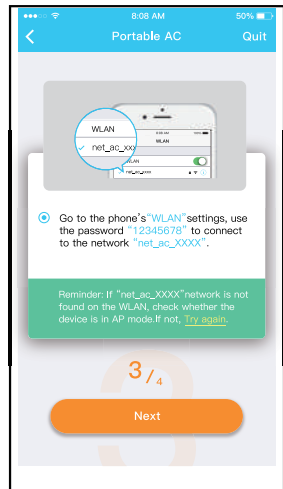 8:08 AM 50%
Portable AC Quit
WLAN
net_ac_xxx
WLAN
WLAN
net_ac_xxx
Go to the phone's"WLAN"settings, use
the password "12345678" to connect
to the network "net_ac_XXXX".
Reminder: If "net_ac_XXXX"network is not
found on the WLAN, check whether the
device is in AP mode.If not, Try again.
3/4
Next